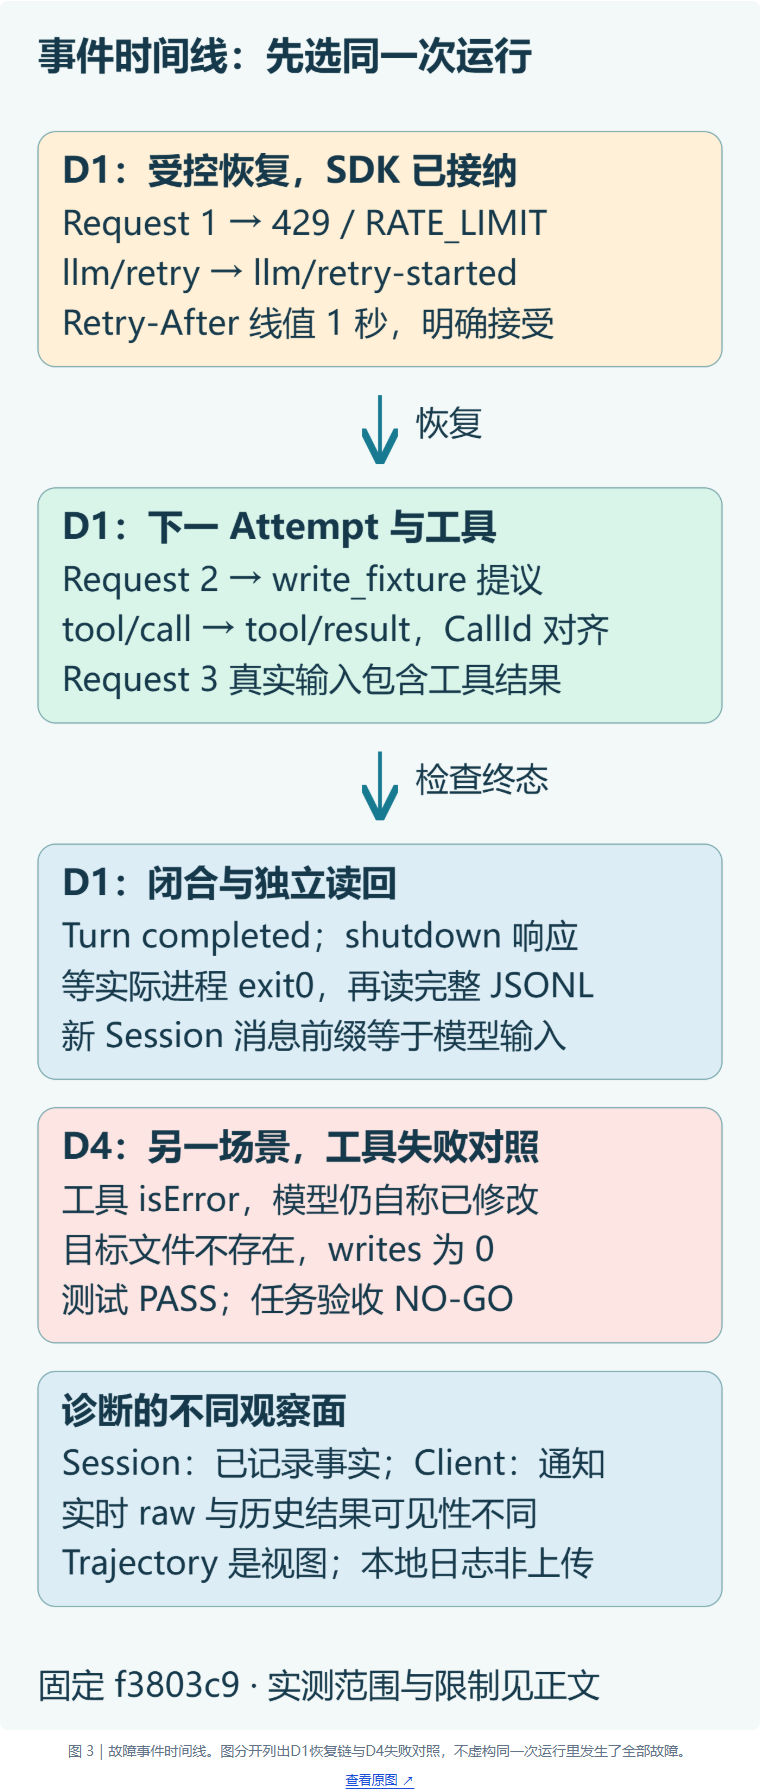 事件时间线：先选同一次运行
D1：受控恢复，SDK 已接纳
Request 1 → 429 / RATE_LIMIT
llm/retry → llm/retry-started
Retry-After 线值 1 秒，明确接受
恢复
D1：下一 Attempt 与工具
Request 2 → write_fixture 提议
tool/call → tool/result，CallId 对齐
Request 3 真实输入包含工具结果
检查终态
D1：闭合与独立读回
Turn completed；shutdown 响应
等实际进程 exit0，再读完整 JSONL
新 Session 消息前缀等于模型输入
D4：另一场景，工具失败对照
工具 isError，模型仍自称已修改
目标文件不存在，writes 为 0
测试 PASS；任务验收 NO-GO
诊断的不同观察面
Session：已记录事实；Client：通知
实时 raw 与历史结果可见性不同
Trajectory 是视图；本地日志非上传
固定 f3803c9 · 实测范围与限制见正文
图 3｜故障事件时间线。图分开列出D1恢复链与D4失败对照，不虚构同一次运行里发生了全部故障。
查看原图 ↗